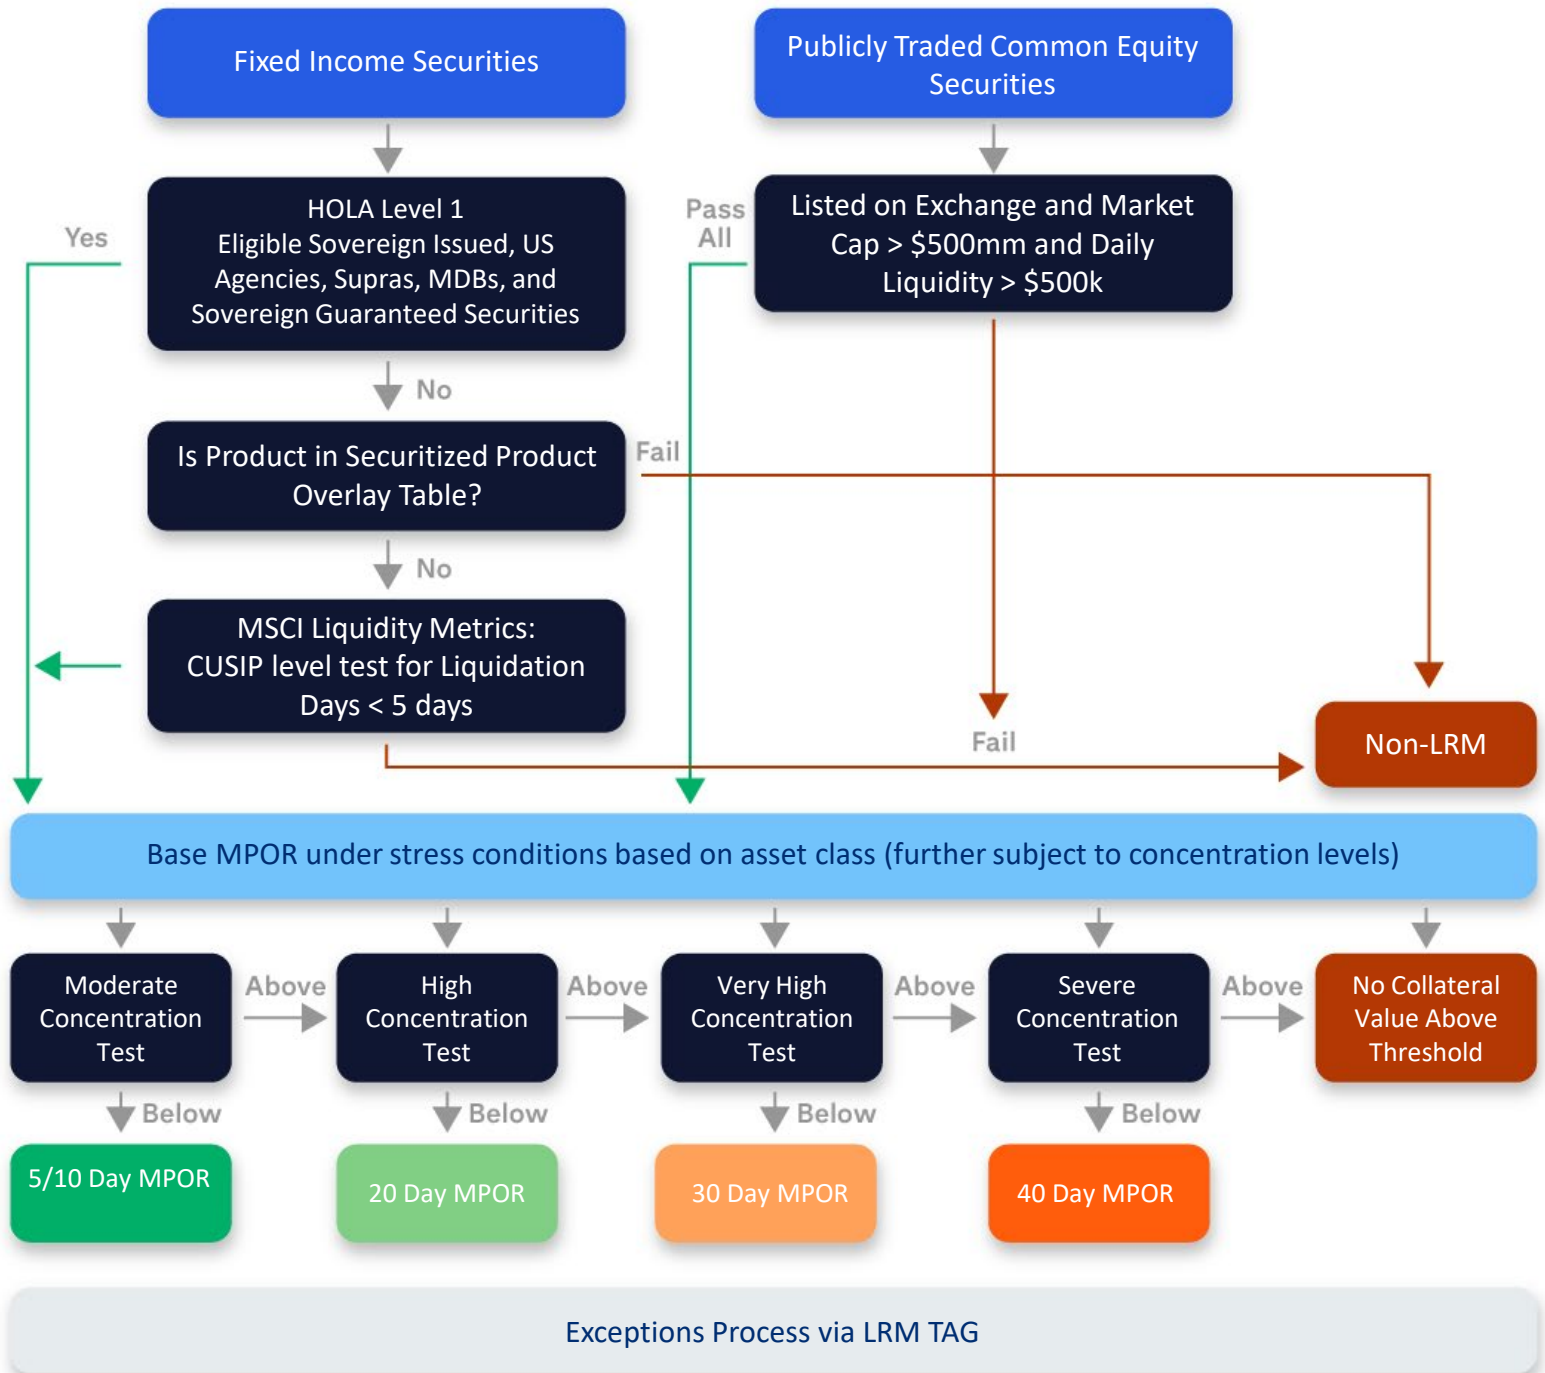 Fixed Income Securities
Publicly Traded Common Equity
Securities
HOLA Level 1
Eligible Sovereign Issued, US
Agencies, Supras, MDBs, and
Sovereign Guaranteed Securities
Yes
Pass
All
Listed on Exchange and Market
Cap > $500mm and Daily
Liquidity > $500k
No
Is Product in Securitized Product
Overlay Table?
Fail
No
MSCI Liquidity Metrics:
CUSIP level test for Liquidation
Days < 5 days
Fail
Non-LRM
Base MPOR under stress conditions based on asset class (further subject to concentration levels)
Moderate
Concentration
Test
Above
High
Concentration
Test
Above
Very High
Concentration
Test
Above
Severe
Concentration
Test
Above
No Collateral
Value Above
Threshold
Below
Below
Below
Below
5/10 Day MPOR
20 Day MPOR
30 Day MPOR
40 Day MPOR
Exceptions Process via LRM TAG